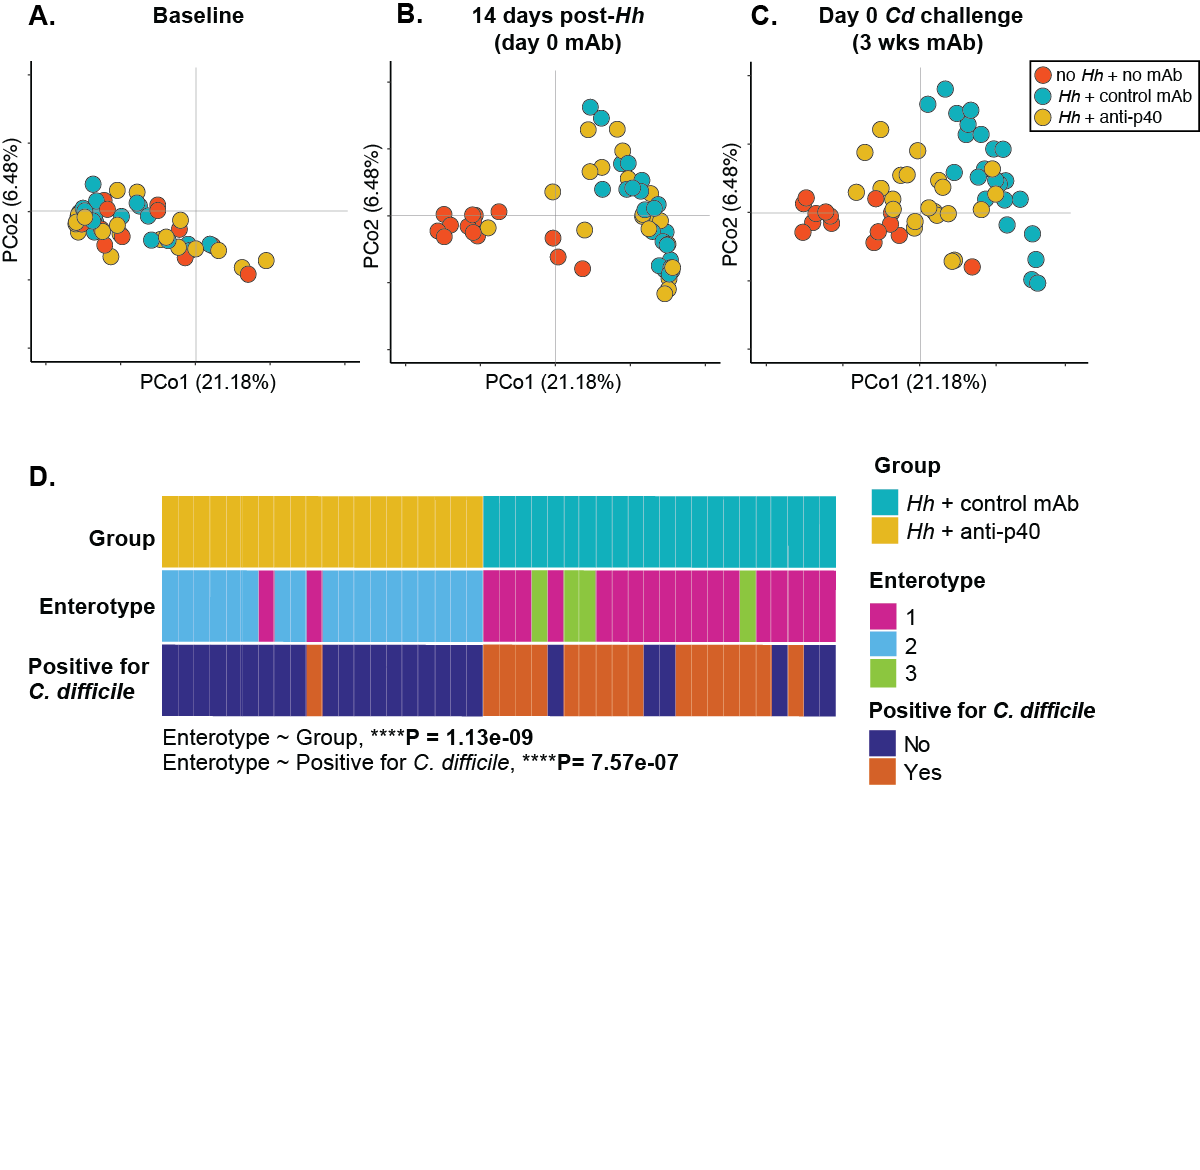 A.
Baseline
PCo2 (6.48%)
PCo1 (21.18%)
B.
14 days post-Hh
(day 0 mAb)
PCo2 (6.48%)
PCo1 (21.18%)
C.
Day 0 Cd challenge
(3 wks mAb)
PCo2 (6.48%)
PCo1 (21.18%)
no Hh + no mAb
Hh + control mAb
Hh + anti-p40
D.
Group
Enterotype
Positive for
C. difficile
Enterotype ~ Group, ****P = 1.13e-09
Enterotype ~ Positive for C. difficile, ****P= 7.57e-07
Group
Hh + control mAb
Hh + anti-p40
Enterotype
1
2
3
Positive for C. difficile
No
Yes